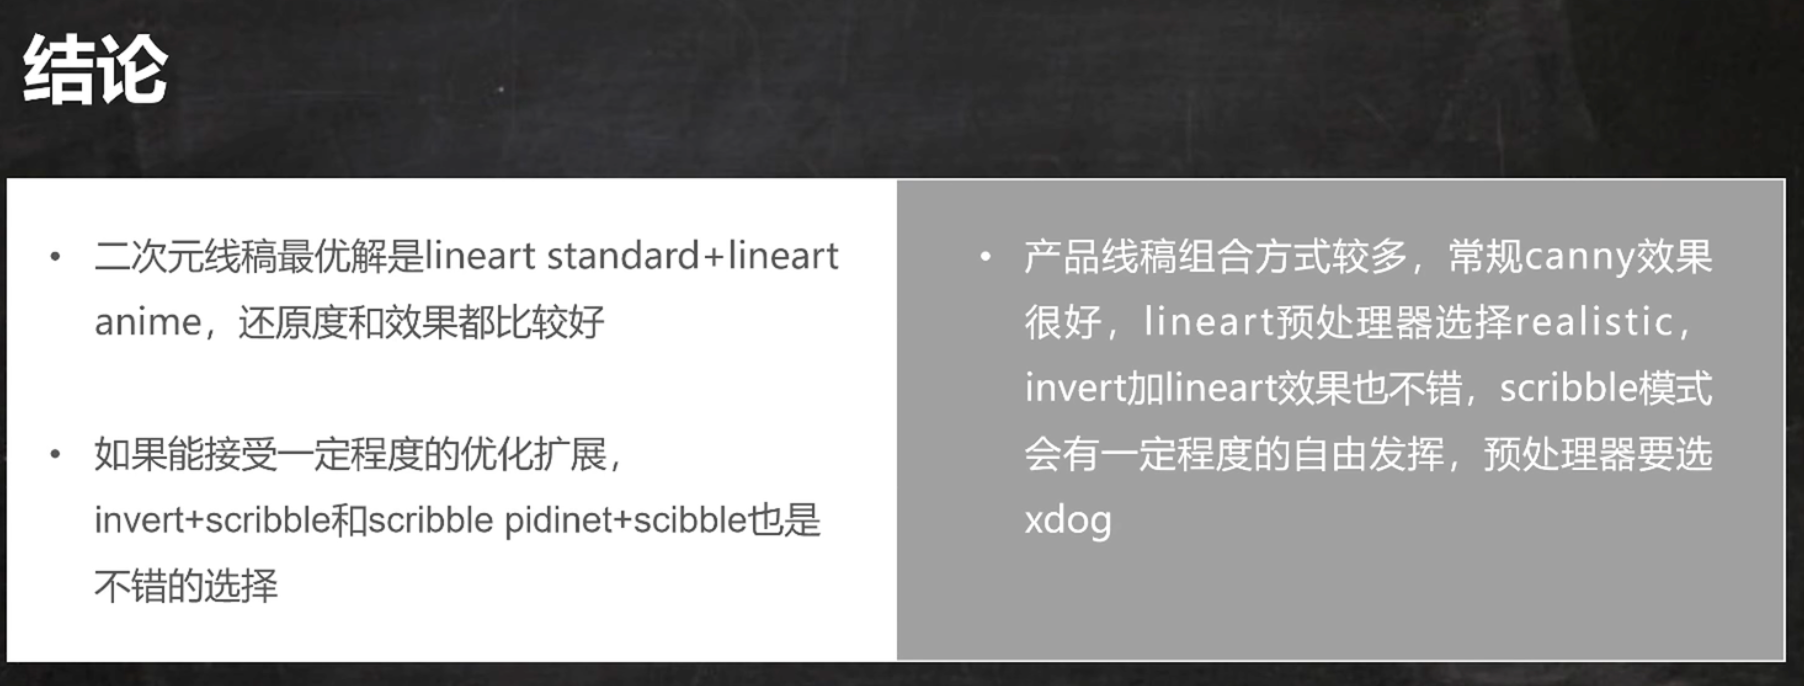 结论
• 二次元线稿最优解是lineart standard+lineart
anime，还原度和效果都比较好
• 如果能接受一定程度的优化扩展，
invert+scribble和scribble pidinet+scibble也是
不错的选择
• 产品线稿组合方式较多，常规canny效果
很好，lineart预处理器选择realistic，
invert加lineart效果也不错，scribble模式
会有一定程度的自由发挥，预处理器要选
xdog